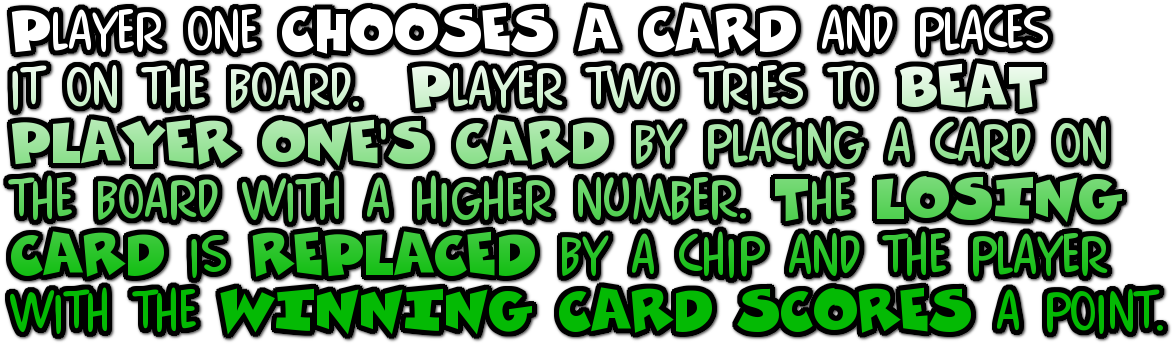 Player one chooses a card and places
it on the board. Player two tries to beat
player one's card by placing a card on
the board with a higher number. The losing
card is replaced by a chip and the player
with the winning card scores a point.